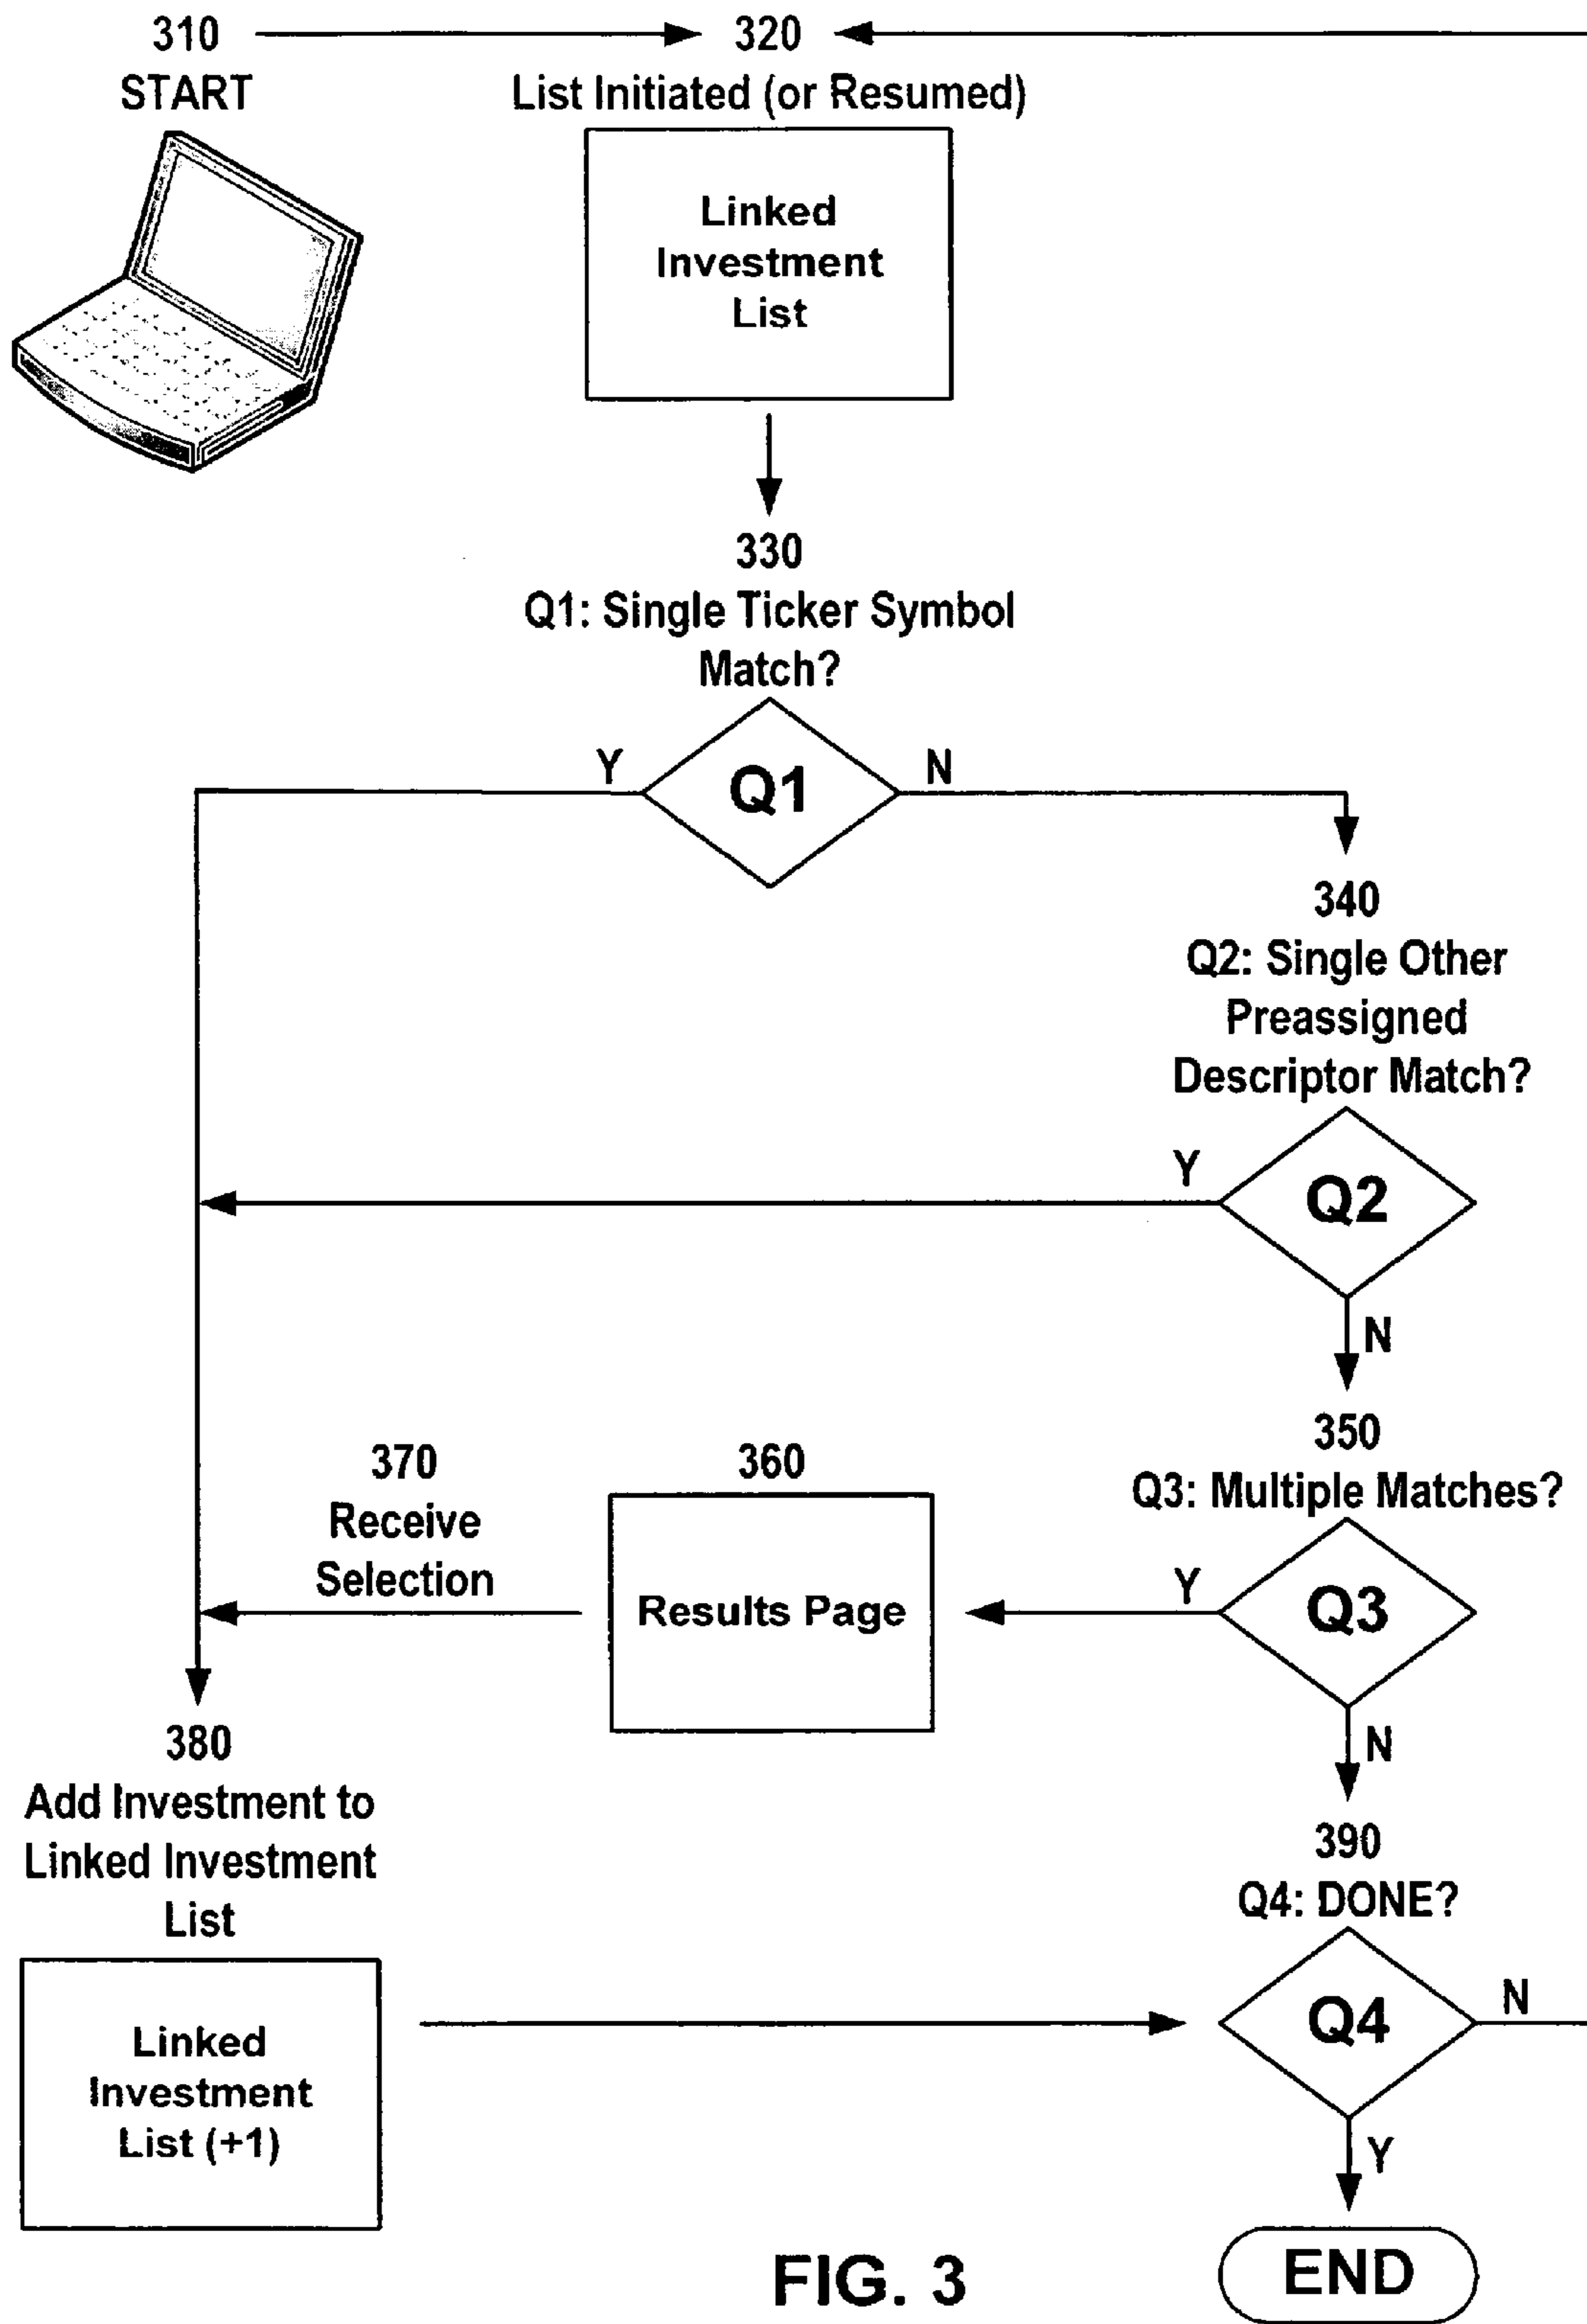 310
START
320
List Initiated (or Resumed)
Linked
Investment
List
330
Q1: Single Ticker Symbol
Match?
Y
Q1
N
340
Q2: Single Other
Preassigned
Descriptor Match?
Y
Q2
N
350
Q3: Multiple Matches?
370
Receive
Selection
360
Results Page
Y
Q3
N
380
Add Investment to
Linked Investment
List
Linked
Investment
List (+1)
390
Q4: DONE?
Q4
N
Y
END
FIG. 3